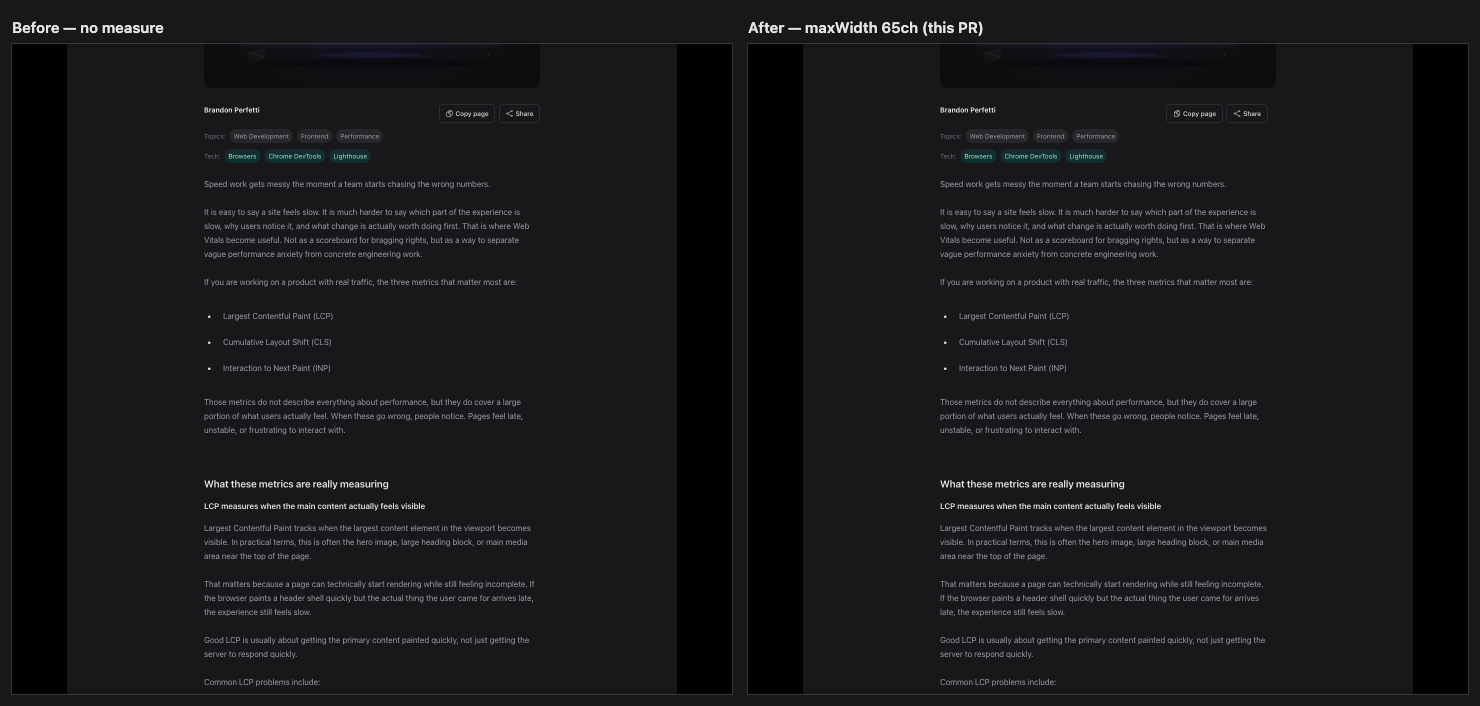 Before — no measure
Brandon Perfetti
Copy page
Share
Topics:
Web Development
Frontend
Performance
Tech:
Browsers
Chrome DevTools
Lighthouse
Speed work gets messy the moment a team starts chasing the wrong numbers.
It is easy to say a site feels slow. It is much harder to say which part of the experience is
slow, why users notice it, and what change is actually worth doing first. That is where Web
Vitals become useful. Not as a scoreboard for bragging rights, but as a way to separate
vague performance anxiety from concrete engineering work.
If you are working on a product with real traffic, the three metrics that matter most are:
• Largest Contentful Paint (LCP)
• Cumulative Layout Shift (CLS)
• Interaction to Next Paint (INP)
Those metrics do not describe everything about performance, but they do cover a large
portion of what users actually feel. When these go wrong, people notice. Pages feel late,
unstable, or frustrating to interact with.
What these metrics are really measuring
LCP measures when the main content actually feels visible
Largest Contentful Paint tracks when the largest content element in the viewport becomes
visible. In practical terms, this is often the hero image, large heading block, or main media
area near the top of the page.
That matters because a page can technically start rendering while still feeling incomplete. If
the browser paints a header shell quickly but the actual thing the user came for arrives late,
the experience still feels slow.
Good LCP is usually about getting the primary content painted quickly, not just getting the
server to respond quickly.
Common LCP problems include:
After — maxWidth 65ch (this PR)
Brandon Perfetti
Copy page
Share
Topics:
Web Development
Frontend
Performance
Tech:
Browsers
Chrome DevTools
Lighthouse
Speed work gets messy the moment a team starts chasing the wrong numbers.
It is easy to say a site feels slow. It is much harder to say which part of the experience is
slow, why users notice it, and what change is actually worth doing first. That is where Web
Vitals become useful. Not as a scoreboard for bragging rights, but as a way to separate
vague performance anxiety from concrete engineering work.
If you are working on a product with real traffic, the three metrics that matter most are:
• Largest Contentful Paint (LCP)
• Cumulative Layout Shift (CLS)
• Interaction to Next Paint (INP)
Those metrics do not describe everything about performance, but they do cover a large
portion of what users actually feel. When these go wrong, people notice. Pages feel late,
unstable, or frustrating to interact with.
What these metrics are really measuring
LCP measures when the main content actually feels visible
Largest Contentful Paint tracks when the largest content element in the viewport becomes
visible. In practical terms, this is often the hero image, large heading block, or main media
area near the top of the page.
That matters because a page can technically start rendering while still feeling incomplete.
If the browser paints a header shell quickly but the actual thing the user came for arrives
late, the experience still feels slow.
Good LCP is usually about getting the primary content painted quickly, not just getting the
server to respond quickly.
Common LCP problems include: